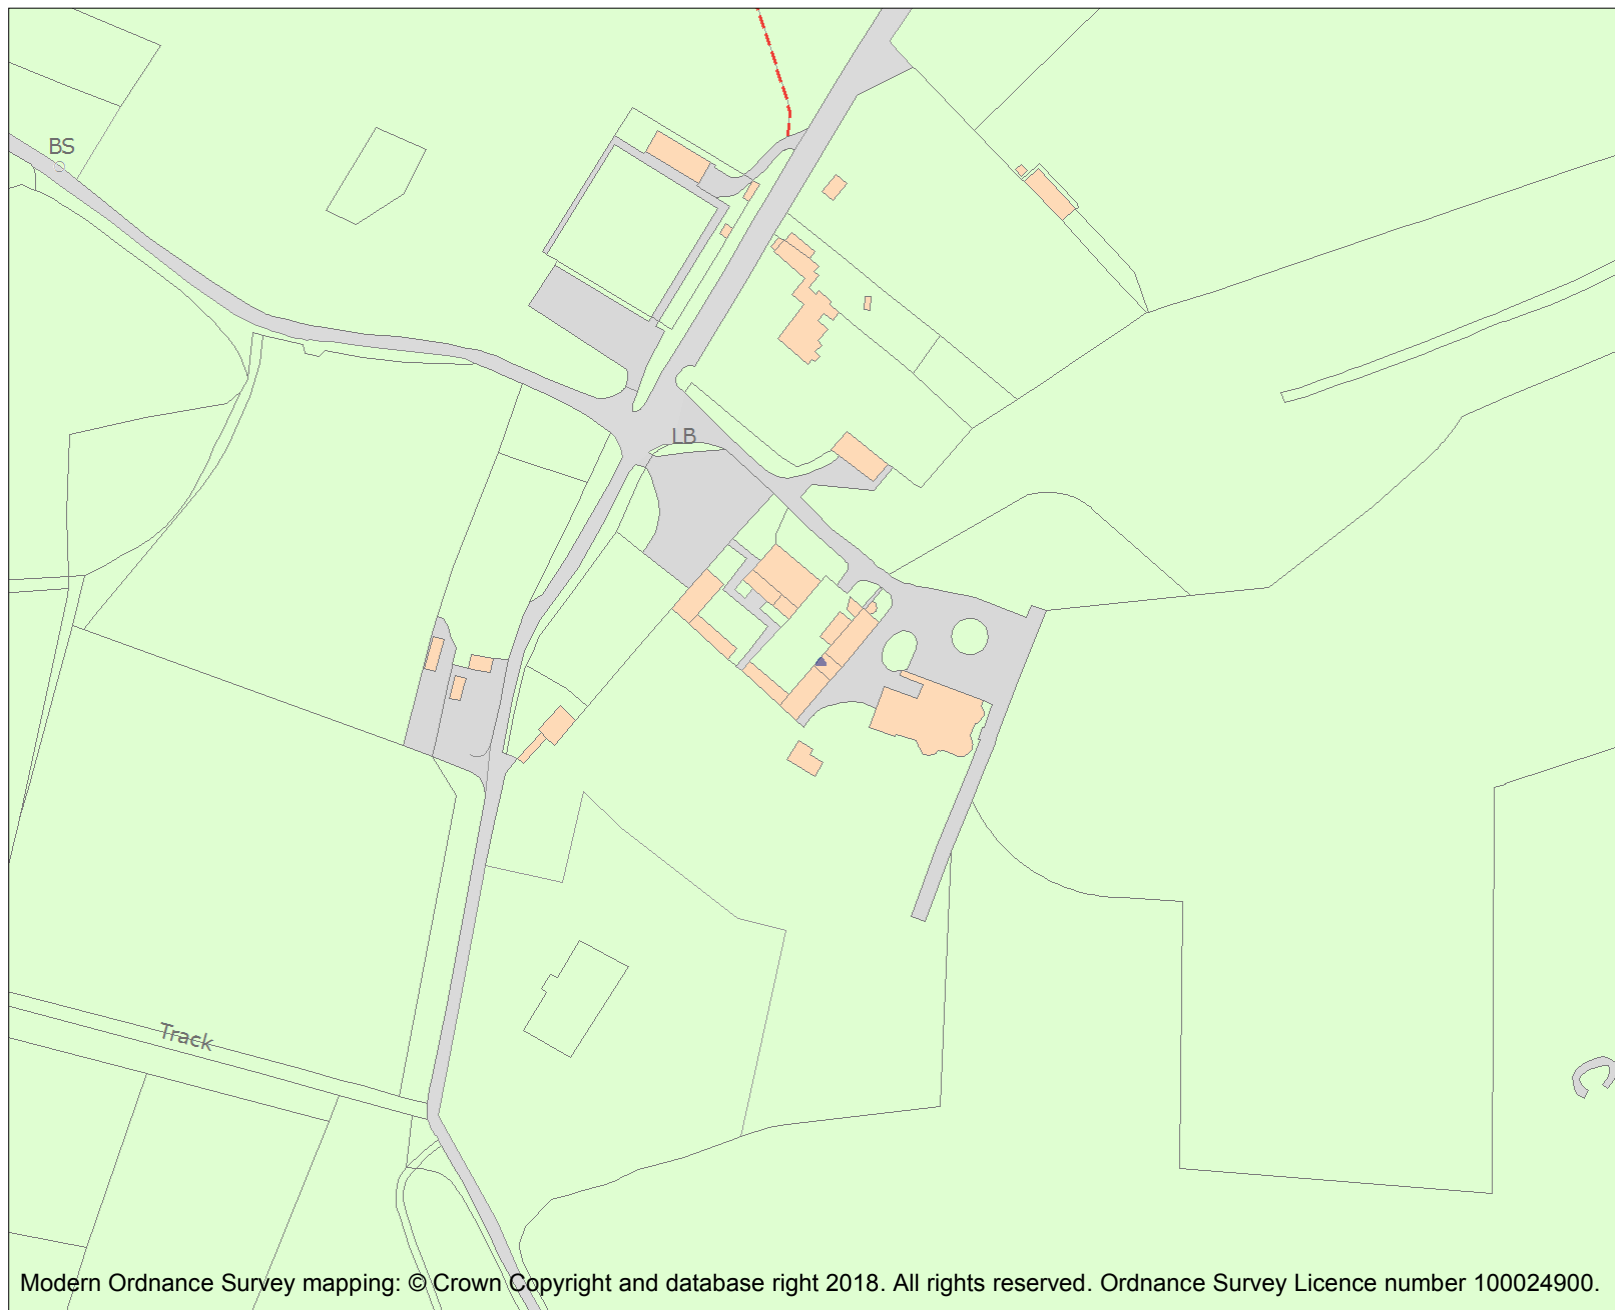 BS
LB
Track
Modern Ordnance Survey mapping: © Crown Copyright and database right 2018. All rights reserved. Ordnance Survey Licence number 100024900.